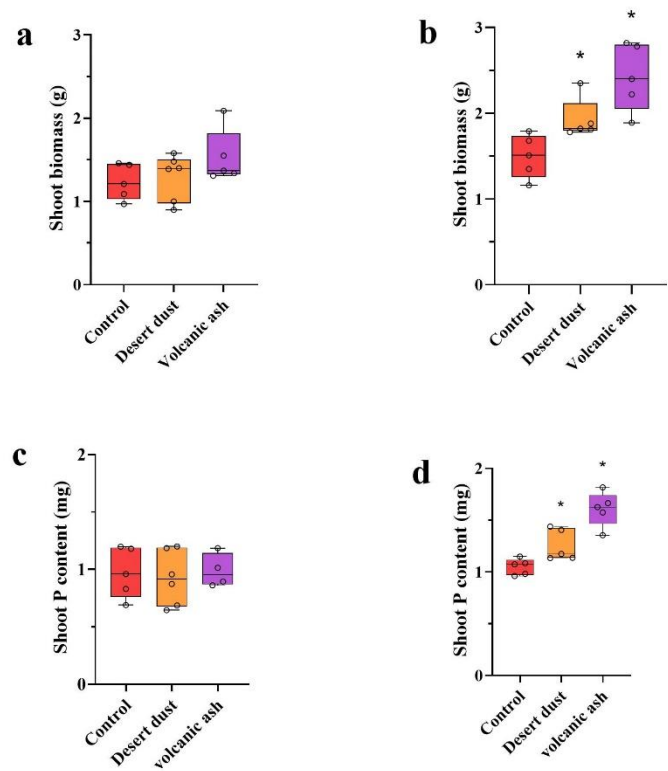 a
Shoot biomass (g)
3
2
1
0
Control
Desert dust
Volcanic ash
b
Shoot biomass (g)
3
2
1
0
*
*
Control
Desert dust
Volcanic ash
c
Shoot P content (mg)
2
1
0
Control
Desert dust
volcanic ash
d
Shoot P content (mg)
2
1
0
*
*
Control
Desert dust
volcanic ash